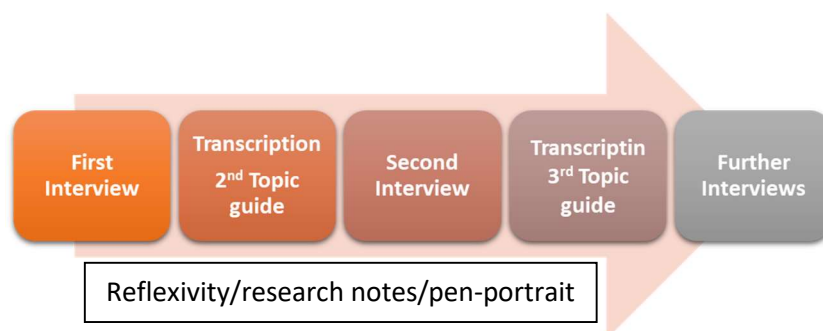 First
Interview
Transcription
2nd Topic
guide
Second
Interview
Transcriptin
3rd Topic
guide
Further
Interviews
Reflexivity/research notes/pen-portrait